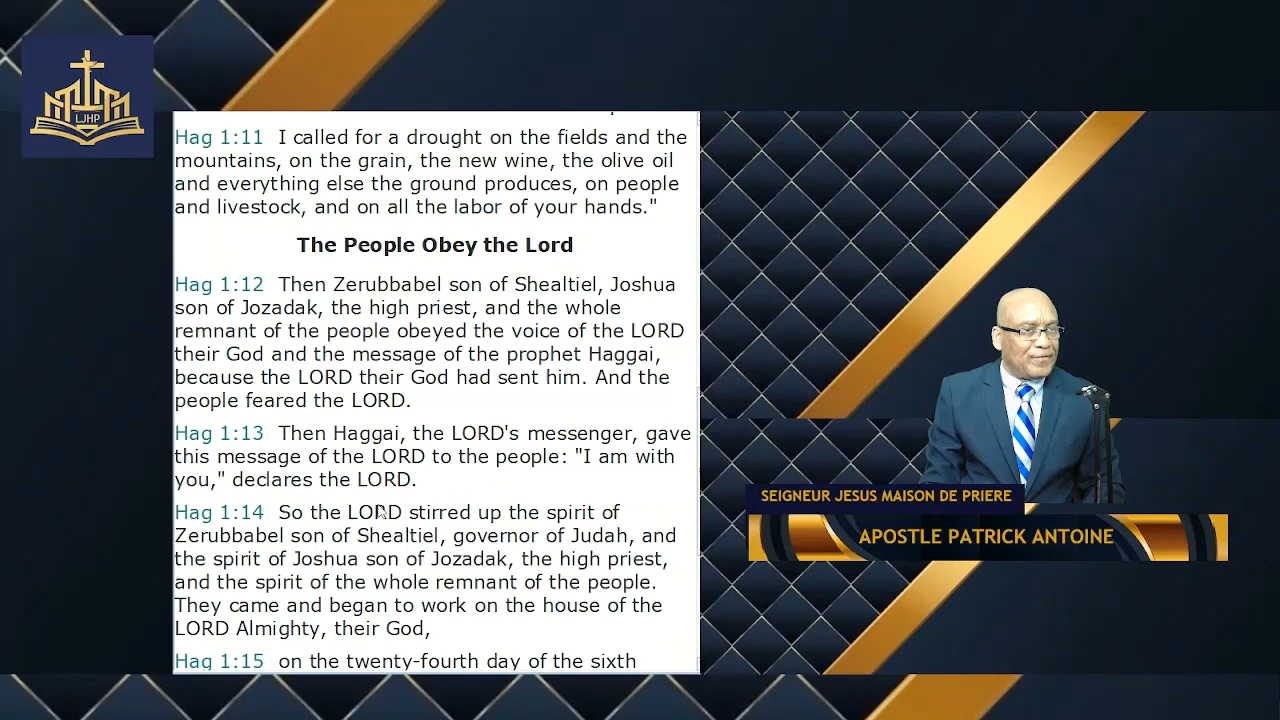 LJHP
Hag 1:11 I called for a drought on the fields and the
mountains, on the grain, the new wine, the olive oil
and everything else the ground produces, on people
and livestock, and on all the labor of your hands."
The People Obey the Lord
Hag 1:12 Then Zerubbabel son of Shealtiel, Joshua
son of Jozadak, the high priest, and the whole
remnant of the people obeyed the voice of the LORD
their God and the message of the prophet Haggai,
because the LORD their God had sent him. And the
people feared the LORD.
Hag 1:13 Then Haggai, the LORD's messenger, gave
this message of the LORD to the people: "I am with
you," declares the LORD.
Hag 1:14 So the LORD stirred up the spirit of
Zerubbabel son of Shealtiel, governor of Judah, and
the spirit of Joshua son of Jozadak, the high priest,
and the spirit of the whole remnant of the people.
They came and began to work on the house of the
LORD Almighty, their God,
Hag 1:15 on the twenty-fourth day of the sixth
SEIGNEUR JESUS MAISON DE PRIERE
APOSTLE PATRICK ANTOINE